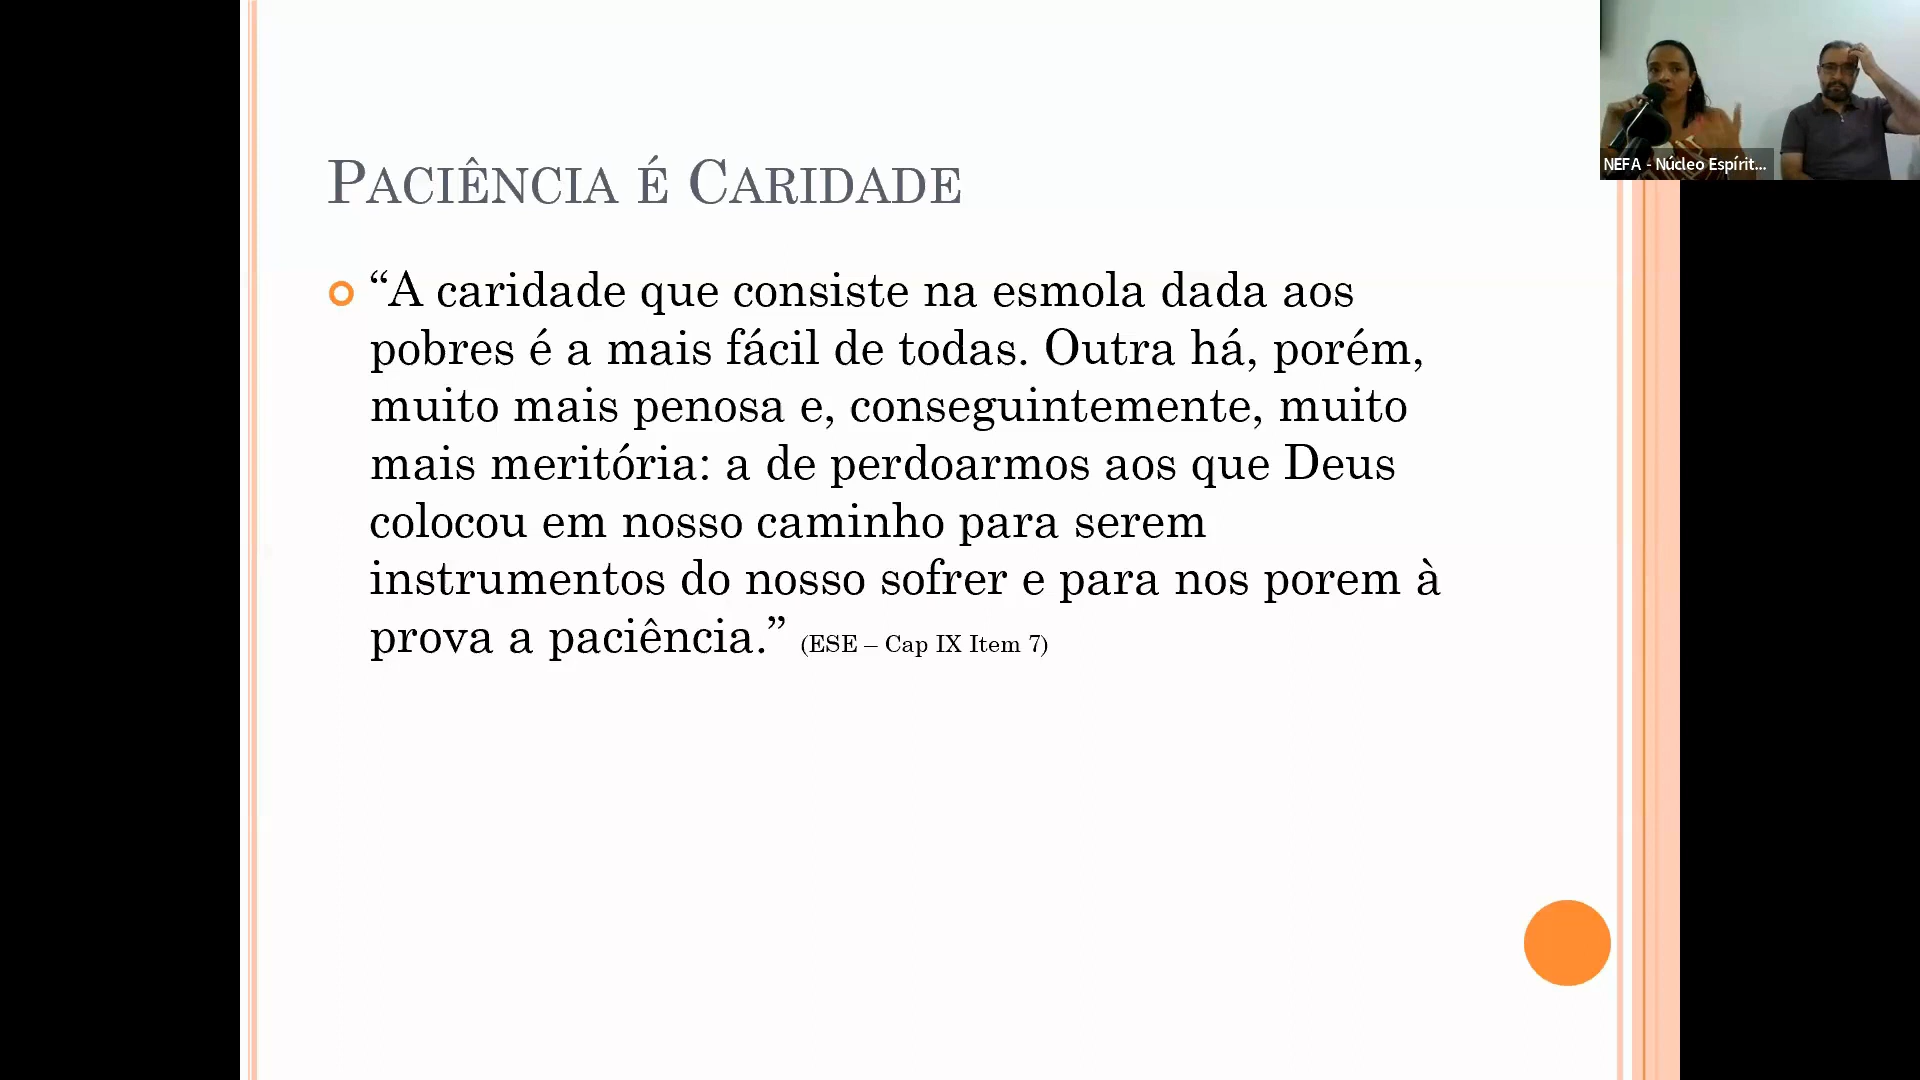 NEFA - Núcleo Espírit...
PACIÊNCIA É CARIDADE
“A caridade que consiste na esmola dada aos
pobres é a mais fácil de todas. Outra há, porém,
muito mais penosa e, conseguintemente, muito
mais meritória: a de perdoarmos aos que Deus
colocou em nosso caminho para serem
instrumentos do nosso sofrer e para nos porem à
prova a paciência.” (ESE – Cap IX Item 7)